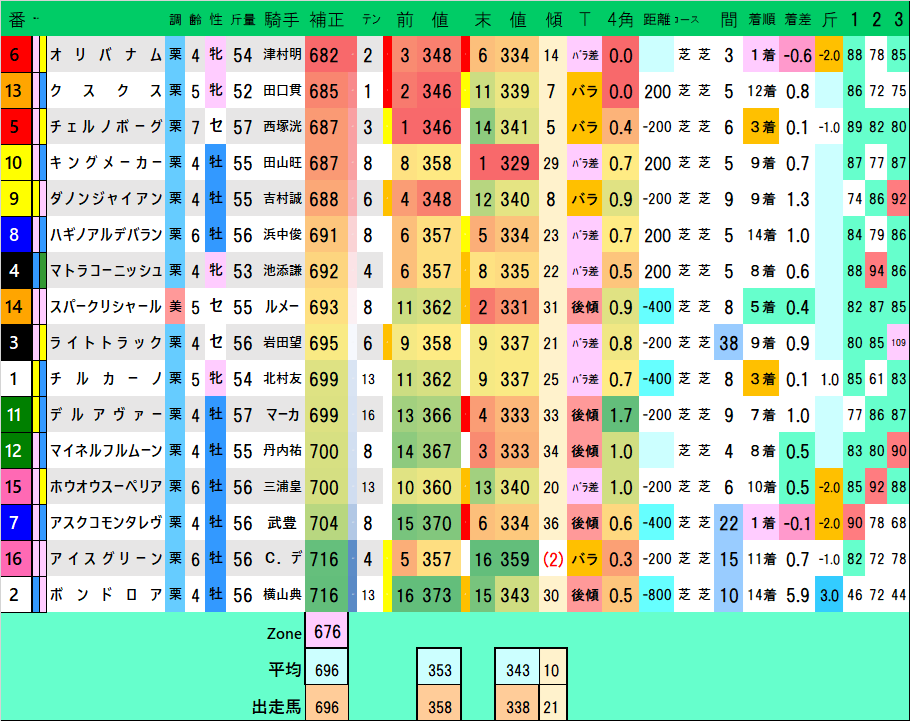 番 調 齢 性 斤量 騎手 補正 テン 前 値 末 値 傾 T 4角 距離 コース 間 着順 着差 斤 1 2 3
6 オリバナム 栗 4 牝 54 津村明 682 2 3 348 6 334 14 バラ差 0.0 芝 芝 3 1着 -0.6 -2.0 88 78 85
13 クスクス 栗 5 牝 52 田口貫 685 1 2 346 11 339 7 バラ 0.0 200 芝 芝 5 12着 0.8 86 72 75
5 チェルノボーグ 栗 7 セ 57 西塚洸 687 3 1 346 14 341 5 バラ 0.4 -200 芝 芝 6 3着 0.1 -1.0 89 82 80
10 キングメーカー 栗 4 牡 55 田山旺 687 8 8 358 1 329 29 バラ差 0.7 200 芝 芝 5 9着 0.7 87 77 87
9 ダノンジャイアン 栗 4 牡 55 吉村誠 688 6 4 348 12 340 8 バラ 0.9 -200 芝 芝 9 9着 1.3 74 86 92
8 ハギノアルデバラン 栗 6 牡 56 浜中俊 691 8 6 357 5 334 23 バラ差 0.7 200 芝 芝 5 14着 1.0 84 79 86
4 マトラコーニッシュ 栗 4 牝 53 池添謙 692 4 6 357 8 335 22 バラ差 0.5 200 芝 芝 5 8着 0.6 88 94 86
14 スパークリシャール 美 5 セ 55 ルメー 693 8 11 362 2 331 31 後傾 0.9 -400 芝 芝 8 5着 0.4 82 87 85
3 ライトトラック 栗 4 セ 56 岩田望 695 6 9 358 9 337 21 バラ差 0.8 -200 芝 芝 38 9着 0.9 80 85 109
1 チルカーノ 栗 5 牝 54 北村友 699 13 11 362 9 337 25 バラ差 0.7 -400 芝 芝 8 3着 0.1 1.0 85 61 83
11 デルアヴァー 栗 4 牡 57 マーカ 699 16 13 366 4 333 33 後傾 1.7 -200 芝 芝 9 7着 1.0 77 86 87
12 マイネルフルムーン 栗 4 牡 55 丹内祐 700 8 14 367 3 333 34 後傾 1.0 芝 芝 4 8着 0.5 83 80 90
15 ホウオウスーペリア 栗 6 牡 56 三浦皇 700 13 10 360 13 340 20 バラ差 1.0 -200 芝 芝 6 10着 0.5 -2.0 85 92 88
7 アスクコモンタレヴ 栗 4 牡 56 武豊 704 8 15 370 6 334 36 後傾 0.6 -400 芝 芝 22 1着 -0.1 -2.0 90 78 68
16 アイスグリーン 栗 6 牡 56 C.デ 716 4 5 357 16 359 (2) バラ 0.3 -200 芝 芝 15 11着 0.7 -1.0 82 72 78
2 ボンドロア 栗 4 牡 56 横山典 716 13 16 373 15 343 30 後傾 0.5 -800 芝 芝 10 14着 5.9 3.0 46 72 44
Zone 676
平均 696 353 343 10
出走馬 696 358 338 21